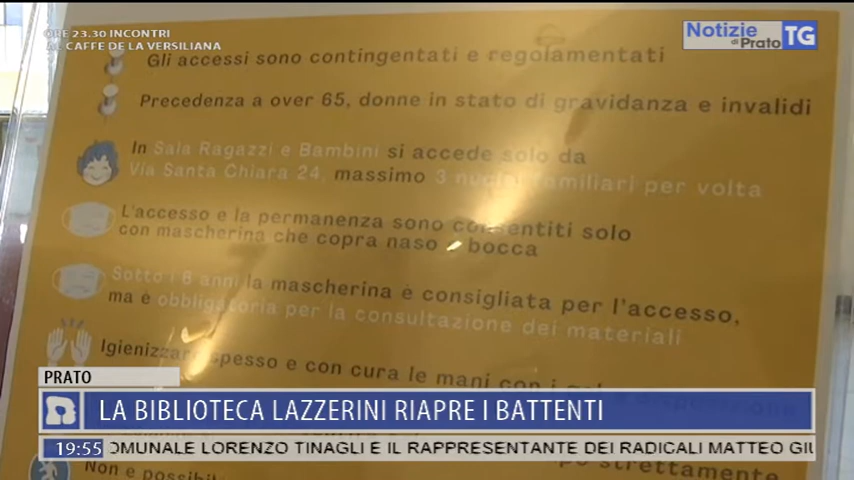 ORE 23.30 INCONTRI
AL CAFFE DE LA VERSILIANA
Notizie
di Prato TG
Gli accessi sono contingentati e regolamentati
Precedenza a over 65, donne in stato di gravidanza e invalidi
In Sala Ragazzi e Bambini si accede solo da
Via Santa Chiara 24, massimo 3 nuclei familiari per volta
L'accesso e la permanenza sono consentiti solo
con mascherina che copra naso e bocca
Sotto i 6 anni la mascherina è consigliata per l'accesso,
ma è obbligatoria per la consultazione dei materiali
Igienizzare spesso e con cura le mani con i
PRATO
LA BIBLIOTECA LAZZERINI RIAPRE I BATTENTI
19:55 OMUNALE LORENZO TINAGLI E IL RAPPRESENTANTE DEI RADICALI MATTEO GIU
Non è possibi
strettamente